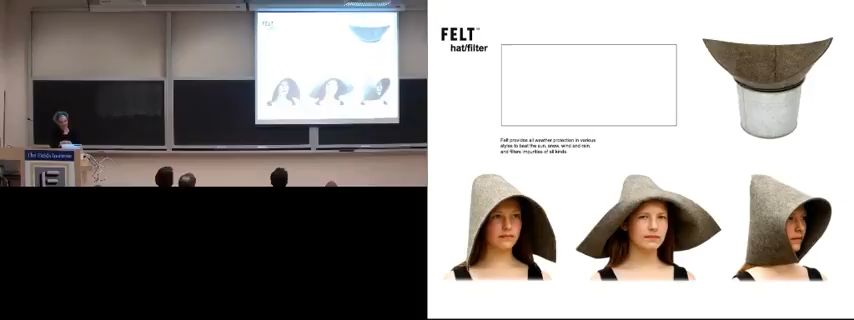 FELT™
hat/filter
Felt provides all weather protection in various
styles to beat the sun, snow, wind and rain,
and filters impurities of all kinds.